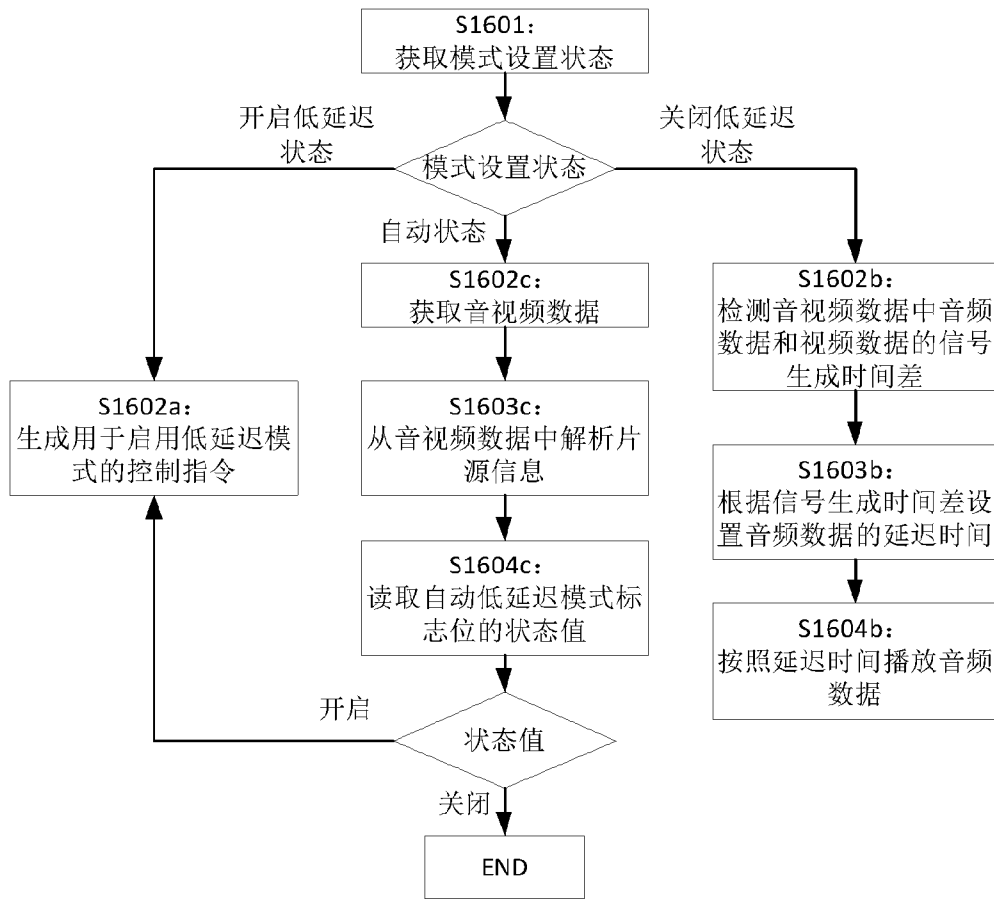 S1601：
获取模式设置状态
开启低延迟
状态
关闭低延迟
状态
模式设置状态
自动状态
S1602c：
获取音视频数据
S1602b：
检测音视频数据中音频
数据和视频数据的信号
生成时间差
S1602a：
生成用于启用低延迟模
式的控制指令
S1603c：
从音视频数据中解析片
源信息
S1603b：
根据信号生成时间差设
置音频数据的延迟时间
S1604c：
读取自动低延迟模式标
志位的状态值
S1604b：
按照延迟时间播放音频
数据
开启
状态值
关闭
END